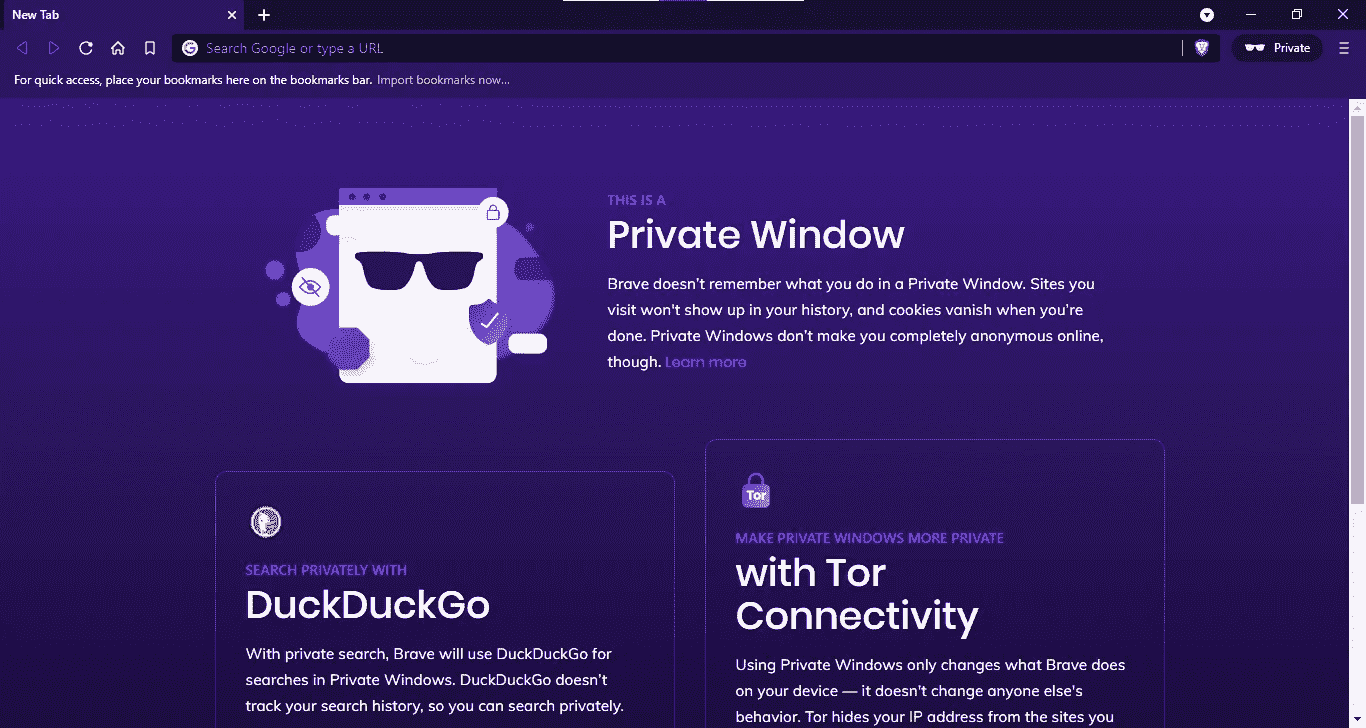 New Tab
Search Google or type a URL
Private
For quick access, place your bookmarks here on the bookmarks bar. Import bookmarks now...
THIS IS A
Private Window
Brave doesn't remember what you do in a Private Window. Sites you
visit won't show up in your history, and cookies vanish when you're
done. Private Windows don't make you completely anonymous online,
though. Learn more
SEARCH PRIVATELY WITH
DuckDuckGo
With private search, Brave will use DuckDuckGo for
searches in Private Windows. DuckDuckGo doesn't
track your search history, so you can search privately.
Tor
MAKE PRIVATE WINDOWS MORE PRIVATE
with Tor
Connectivity
Using Private Windows only changes what Brave does
on your device — it doesn't change anyone else's
behavior. Tor hides your IP address from the sites you